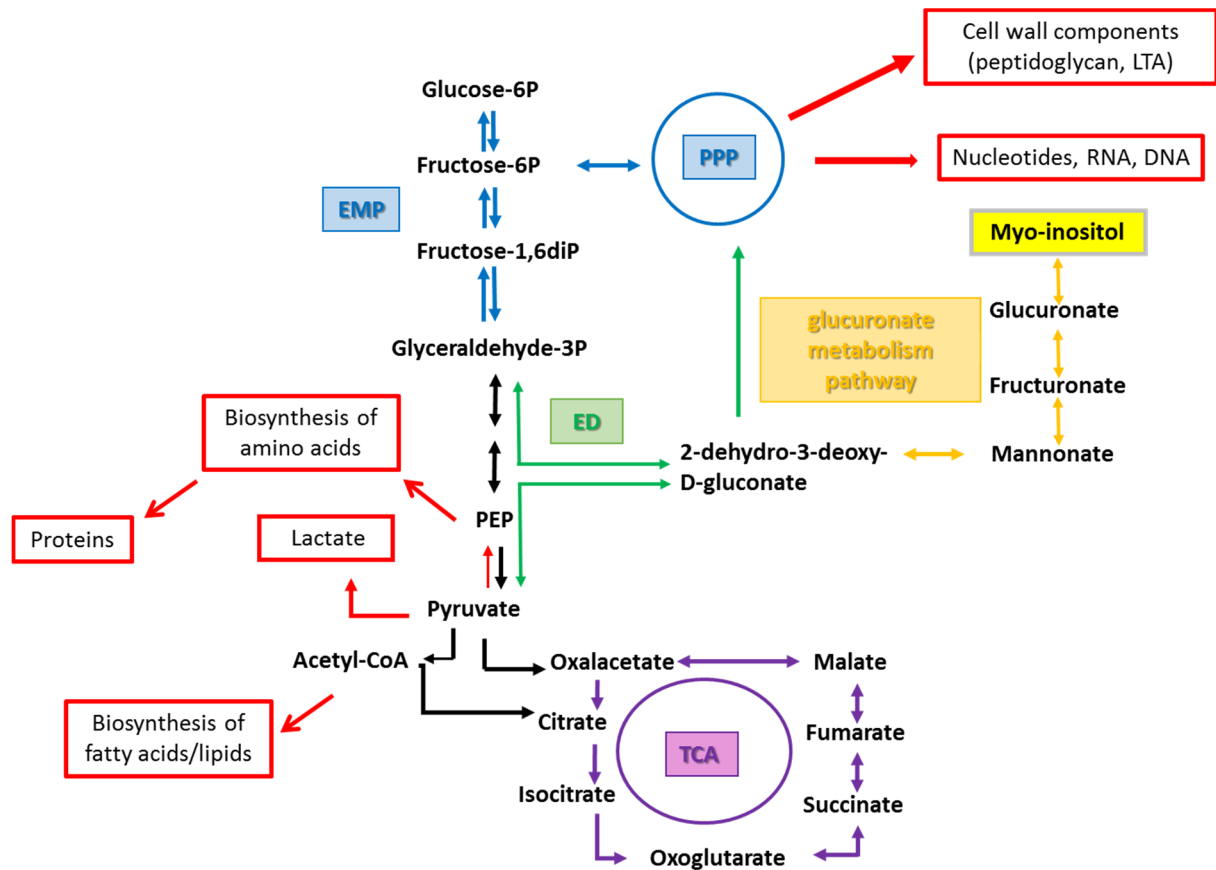 Cell wall components
(peptidoglycan, LTA)
Glucose-6P
Fructose-6P
PPP
Nucleotides, RNA, DNA
EMP
Fructose-1,6diP
Myo-inositol
Glucuronate
glucuronate
metabolism
pathway
Glyceraldehyde-3P
Fructuronate
Biosynthesis of
amino acids
ED
2-dehydro-3-deoxy-
D-gluconate
Mannonate
PEP
Proteins
Lactate
Pyruvate
Acetyl-CoA
Oxalacetate
Malate
Biosynthesis of
fatty acids/lipids
Citrate
Fumarate
TCA
Isocitrate
Succinate
Oxoglutarate